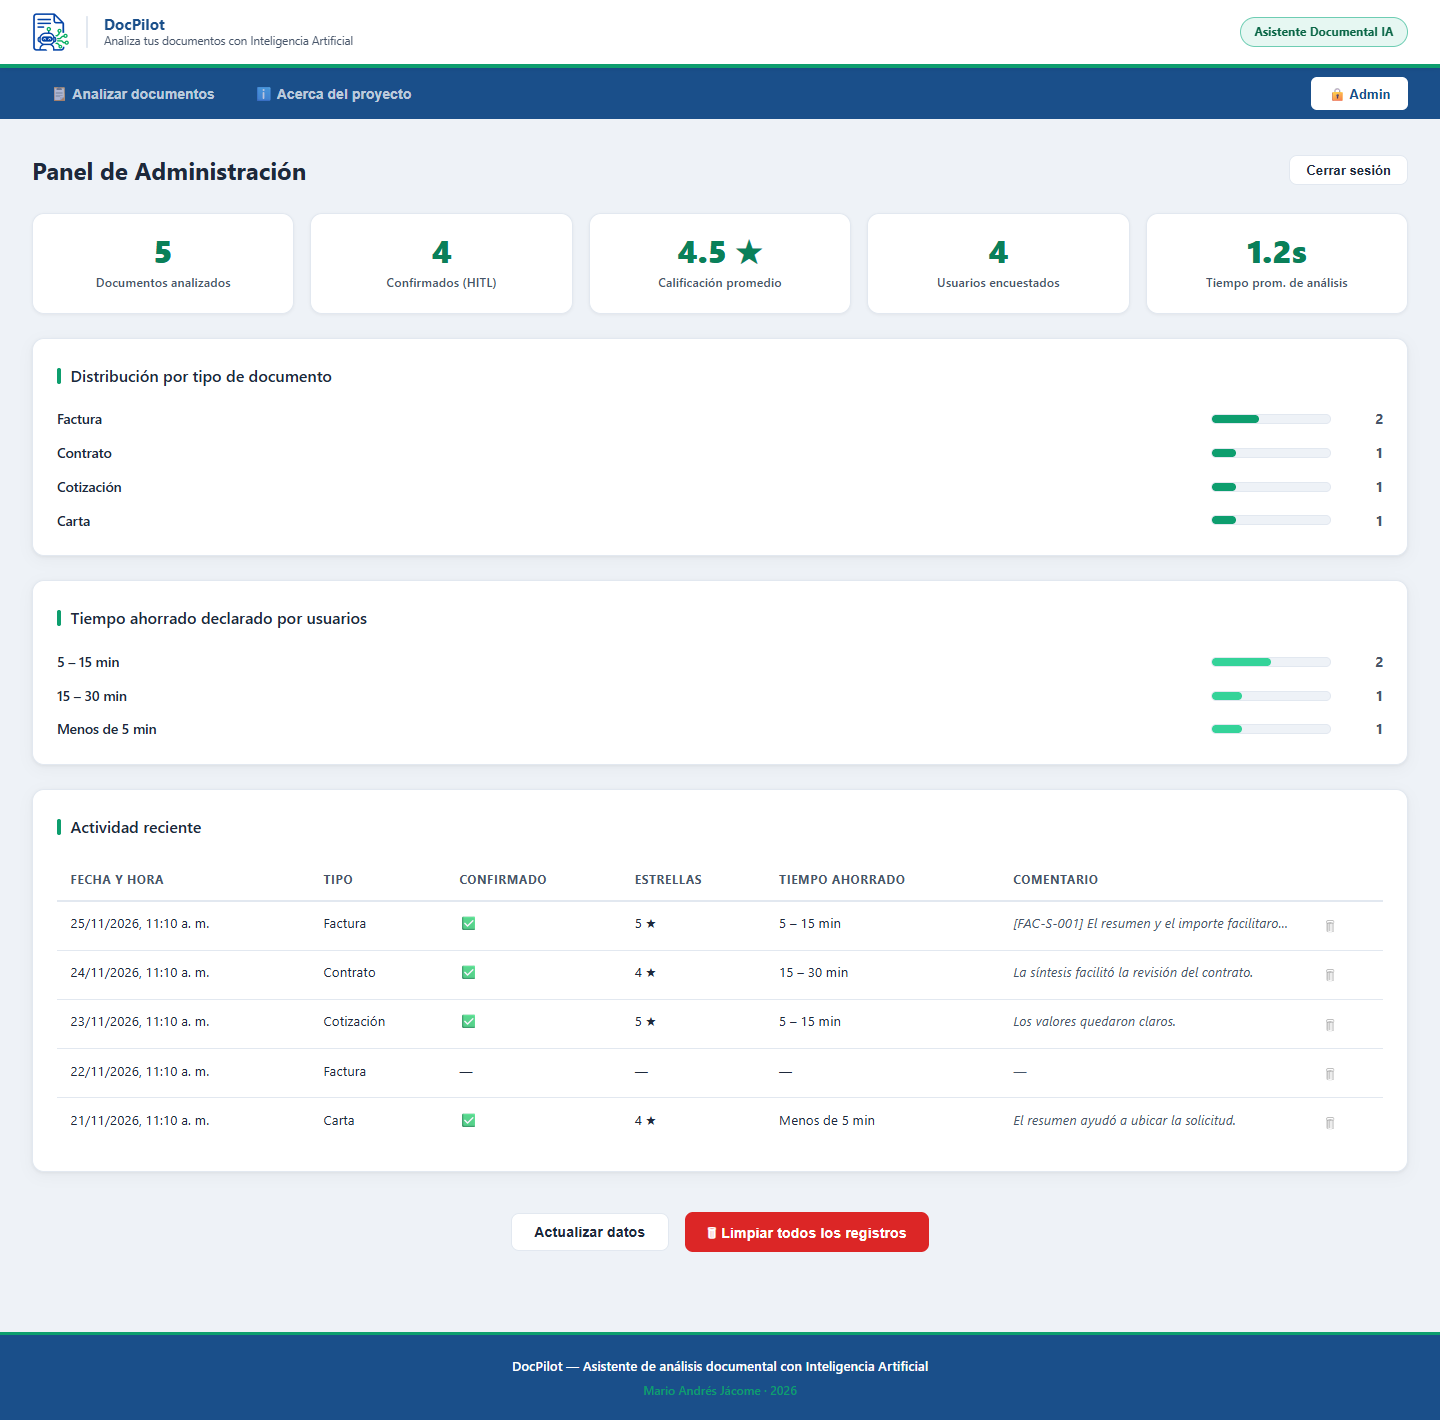 DocPilot
Analiza tus documentos con Inteligencia Artificial
Asistente Documental IA
Analizar documentos
Acerca del proyecto
Admin
Panel de Administración
Cerrar sesión
5
Documentos analizados
4
Confirmados (HITL)
4.5 ★
Calificación promedio
4
Usuarios encuestados
1.2s
Tiempo prom. de análisis
Distribución por tipo de documento
Factura 2
Contrato 1
Cotización 1
Carta 1
Tiempo ahorrado declarado por usuarios
5 – 15 min 2
15 – 30 min 1
Menos de 5 min 1
Actividad reciente
FECHA Y HORA TIPO CONFIRMADO ESTRELLAS TIEMPO AHORRADO COMENTARIO
25/11/2026, 11:10 a. m. Factura ✅ 5 ★ 5 – 15 min [FAC-S-001] El resumen y el importe facilitaro...
24/11/2026, 11:10 a. m. Contrato ✅ 4 ★ 15 – 30 min La síntesis facilitó la revisión del contrato.
23/11/2026, 11:10 a. m. Cotización ✅ 5 ★ 5 – 15 min Los valores quedaron claros.
22/11/2026, 11:10 a. m. Factura — — — —
21/11/2026, 11:10 a. m. Carta ✅ 4 ★ Menos de 5 min El resumen ayudó a ubicar la solicitud.
Actualizar datos
Limpiar todos los registros
DocPilot — Asistente de análisis documental con Inteligencia Artificial
Mario Andrés Jácome · 2026